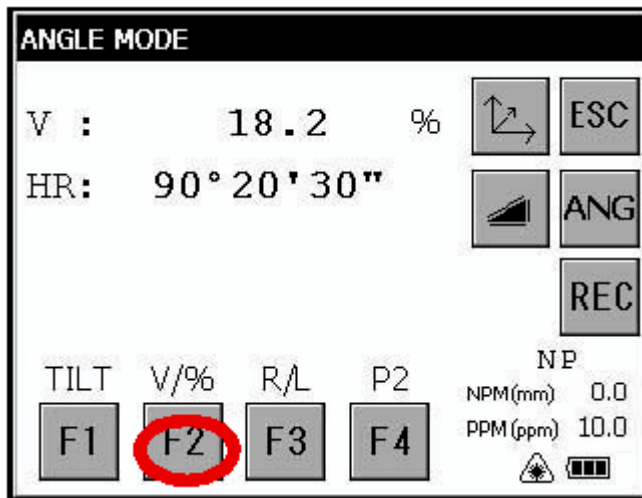 ANGLE MODE
V : 18.2 %
HR: 90°20'30"
ESC
ANG
REC
TILT V/% R/L P2
F1 F2 F3 F4
NP
NPM(mm) 0.0
PPM(ppm) 10.0